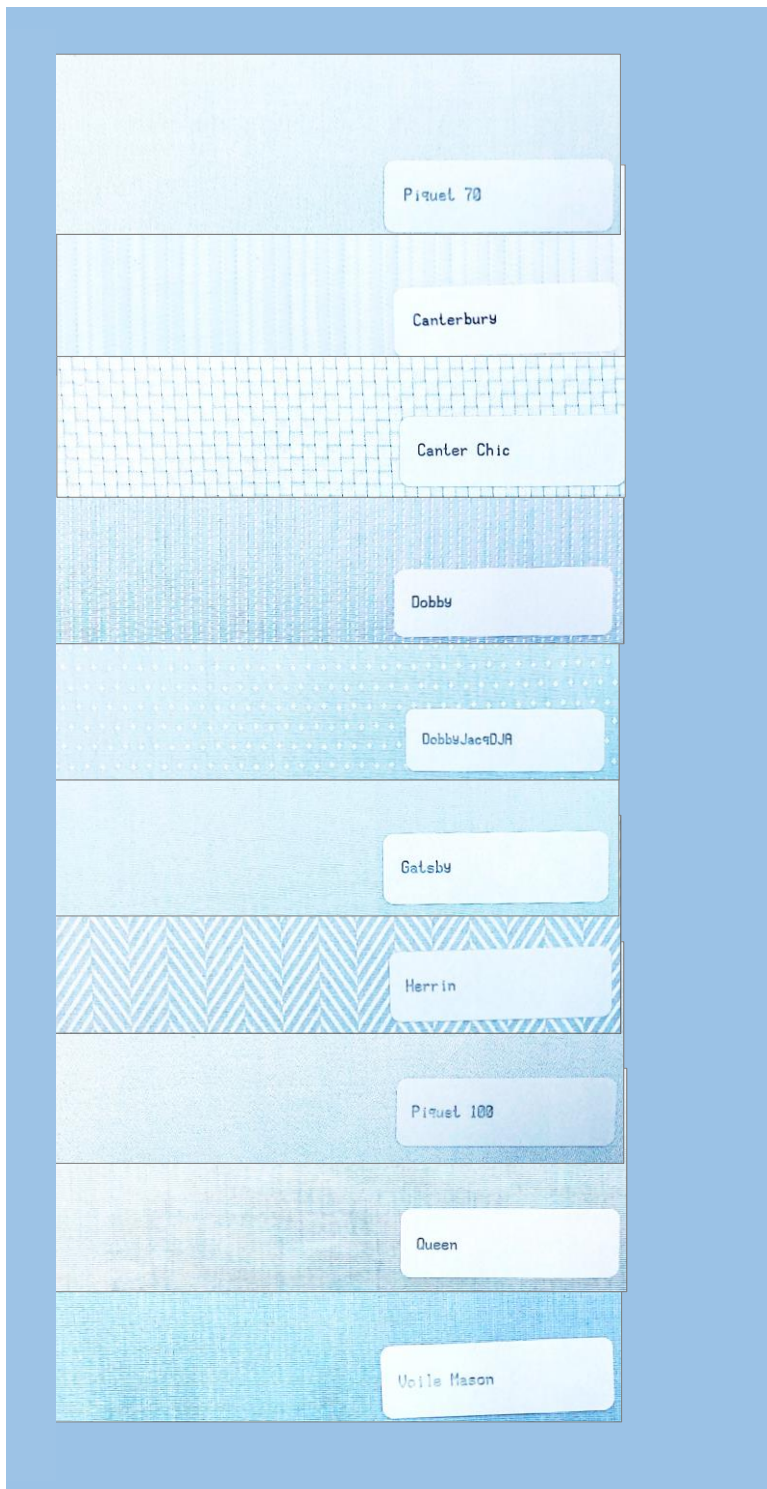 Piquet 70
Canterbury
Canter Chic
Dobby
DobbyJacqDJA
Gatsby
Herrin
Piquet 100
Queen
Voile Mason